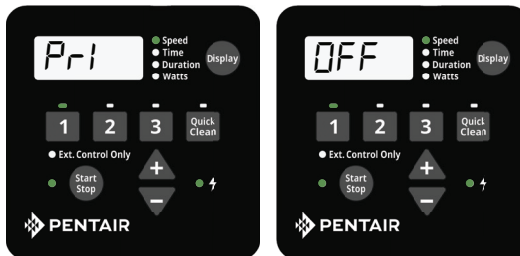 PrI
Speed
Time
Duration
Watts
Display
1 2 3 Quick Clean
Ext. Control Only
Start Stop
+
−
PENTAIR
OFF
Speed
Time
Duration
Watts
Display
1 2 3 Quick Clean
Ext. Control Only
Start Stop
+
−
PENTAIR